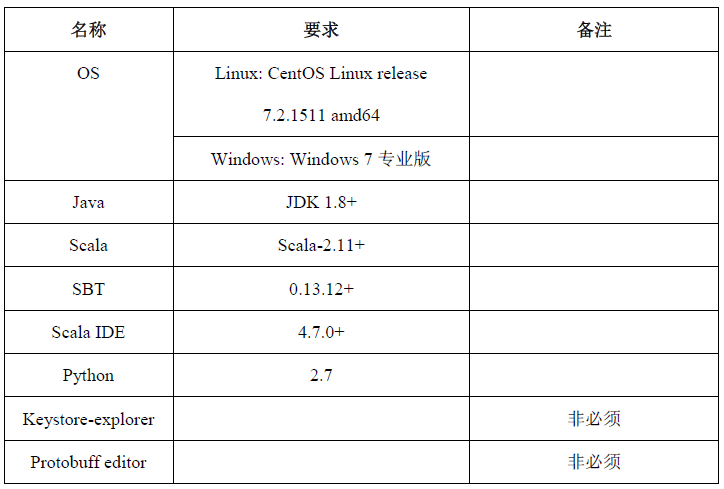 名称 要求 备注
OS Linux: CentOS Linux release
7.2.1511 amd64
Windows: Windows 7 专业版
Java JDK 1.8+
Scala Scala-2.11+
SBT 0.13.12+
Scala IDE 4.7.0+
Python 2.7
Keystore-explorer 非必须
Protobuff editor 非必须